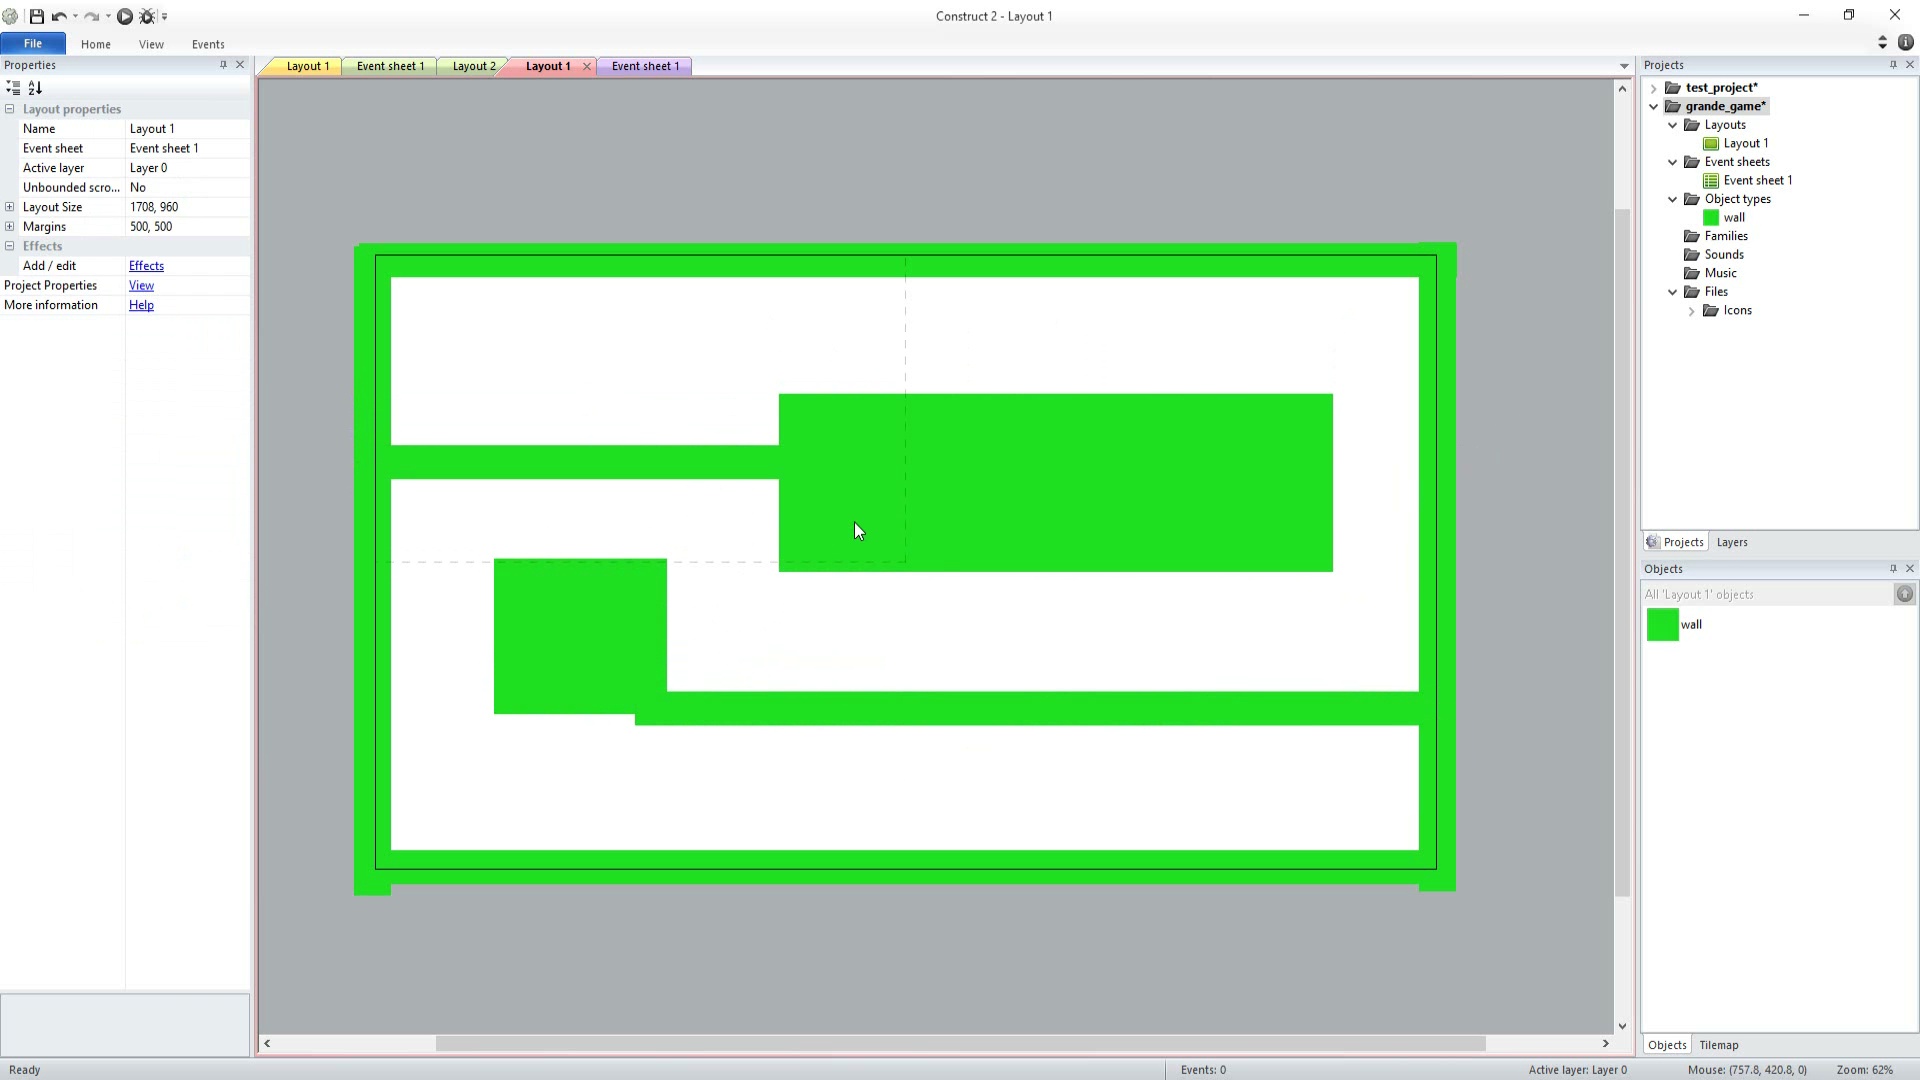 Construct 2 - Layout 1
File Home View Events
Properties
Layout properties
Name Layout 1
Event sheet Event sheet 1
Active layer Layer 0
Unbounded scro... No
Layout Size 1708, 960
Margins 500, 500
Effects
Add / edit Effects
Project Properties View
More information Help
Layout 1 Event sheet 1 Layout 2 Layout 1 Event sheet 1
Projects
test_project*
grande_game*
Layouts
Layout 1
Event sheets
Event sheet 1
Object types
wall
Families
Sounds
Music
Files
Icons
Projects Layers
Objects
All 'Layout 1' objects
wall
Objects Tilemap
Ready Events: 0 Active layer: Layer 0 Mouse: (757.8, 420.8, 0) Zoom: 62%